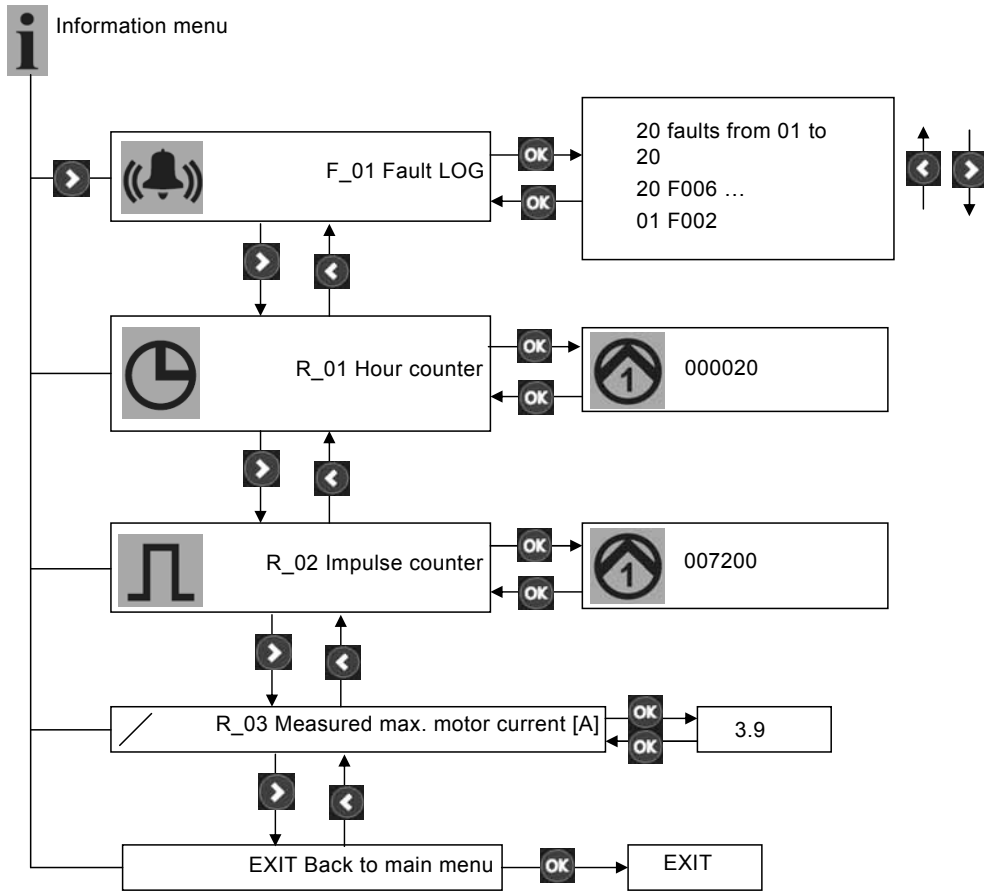 Information menu
F_01 Fault LOG
OK
OK
20 faults from 01 to
20
20 F006 …
01 F002
R_01 Hour counter
OK
OK
1
000020
R_02 Impulse counter
OK
OK
1
007200
R_03 Measured max. motor current [A]
OK
OK
3.9
EXIT Back to main menu
OK
EXIT